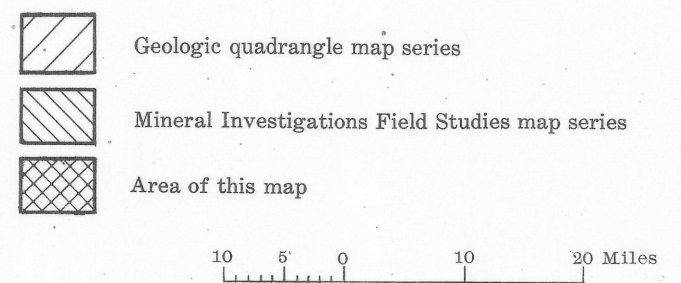 Geologic quadrangle map series
Mineral Investigations Field Studies map series
Area of this map
10 5 0 10 20 Miles